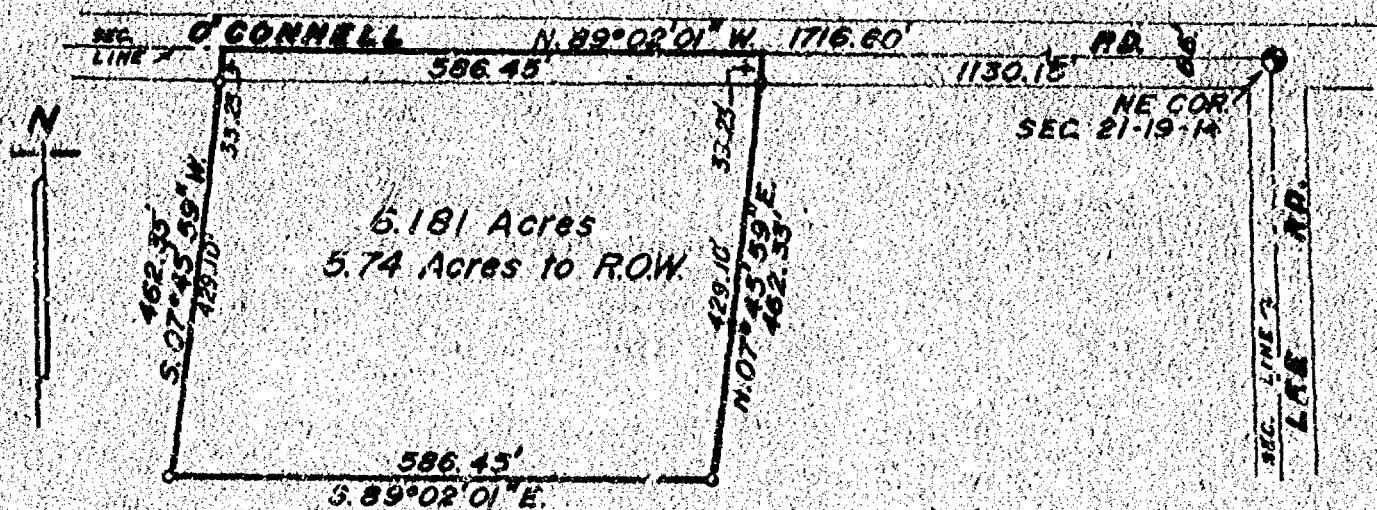 SEC. LINE
O'CONNELL RD.
N. 89°02'01" W. 1716.60'
586.45'
1130.15'
66'
NE COR.
SEC. 21-19-14
N
33.25
33.25
6.181 Acres
5.74 Acres to R.O.W.
462.35'
S. 07°45'59" W.
429.10'
429.10'
N. 07°45'59" E.
462.35'
586.45'
S. 89°02'01" E.
SEC. LINE
RD.